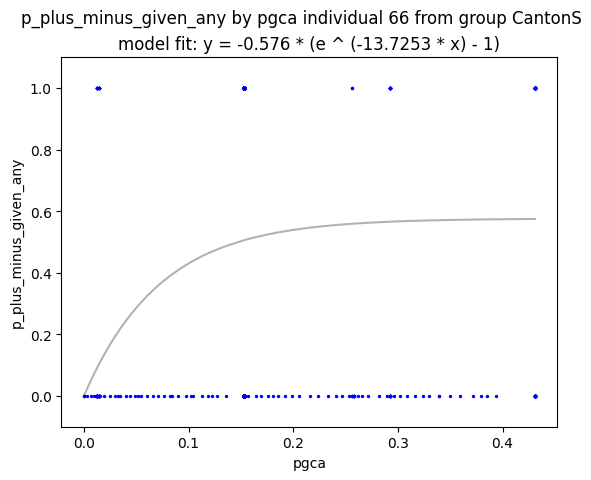 p_plus_minus_given_any by pgca individual 66 from group CantonS
model fit: y = -0.576 * (e ^ (-13.7253 * x) - 1)
1.0
0.8
0.6
0.4
0.2
0.0
p_plus_minus_given_any
0.0 0.1 0.2 0.3 0.4
pgca